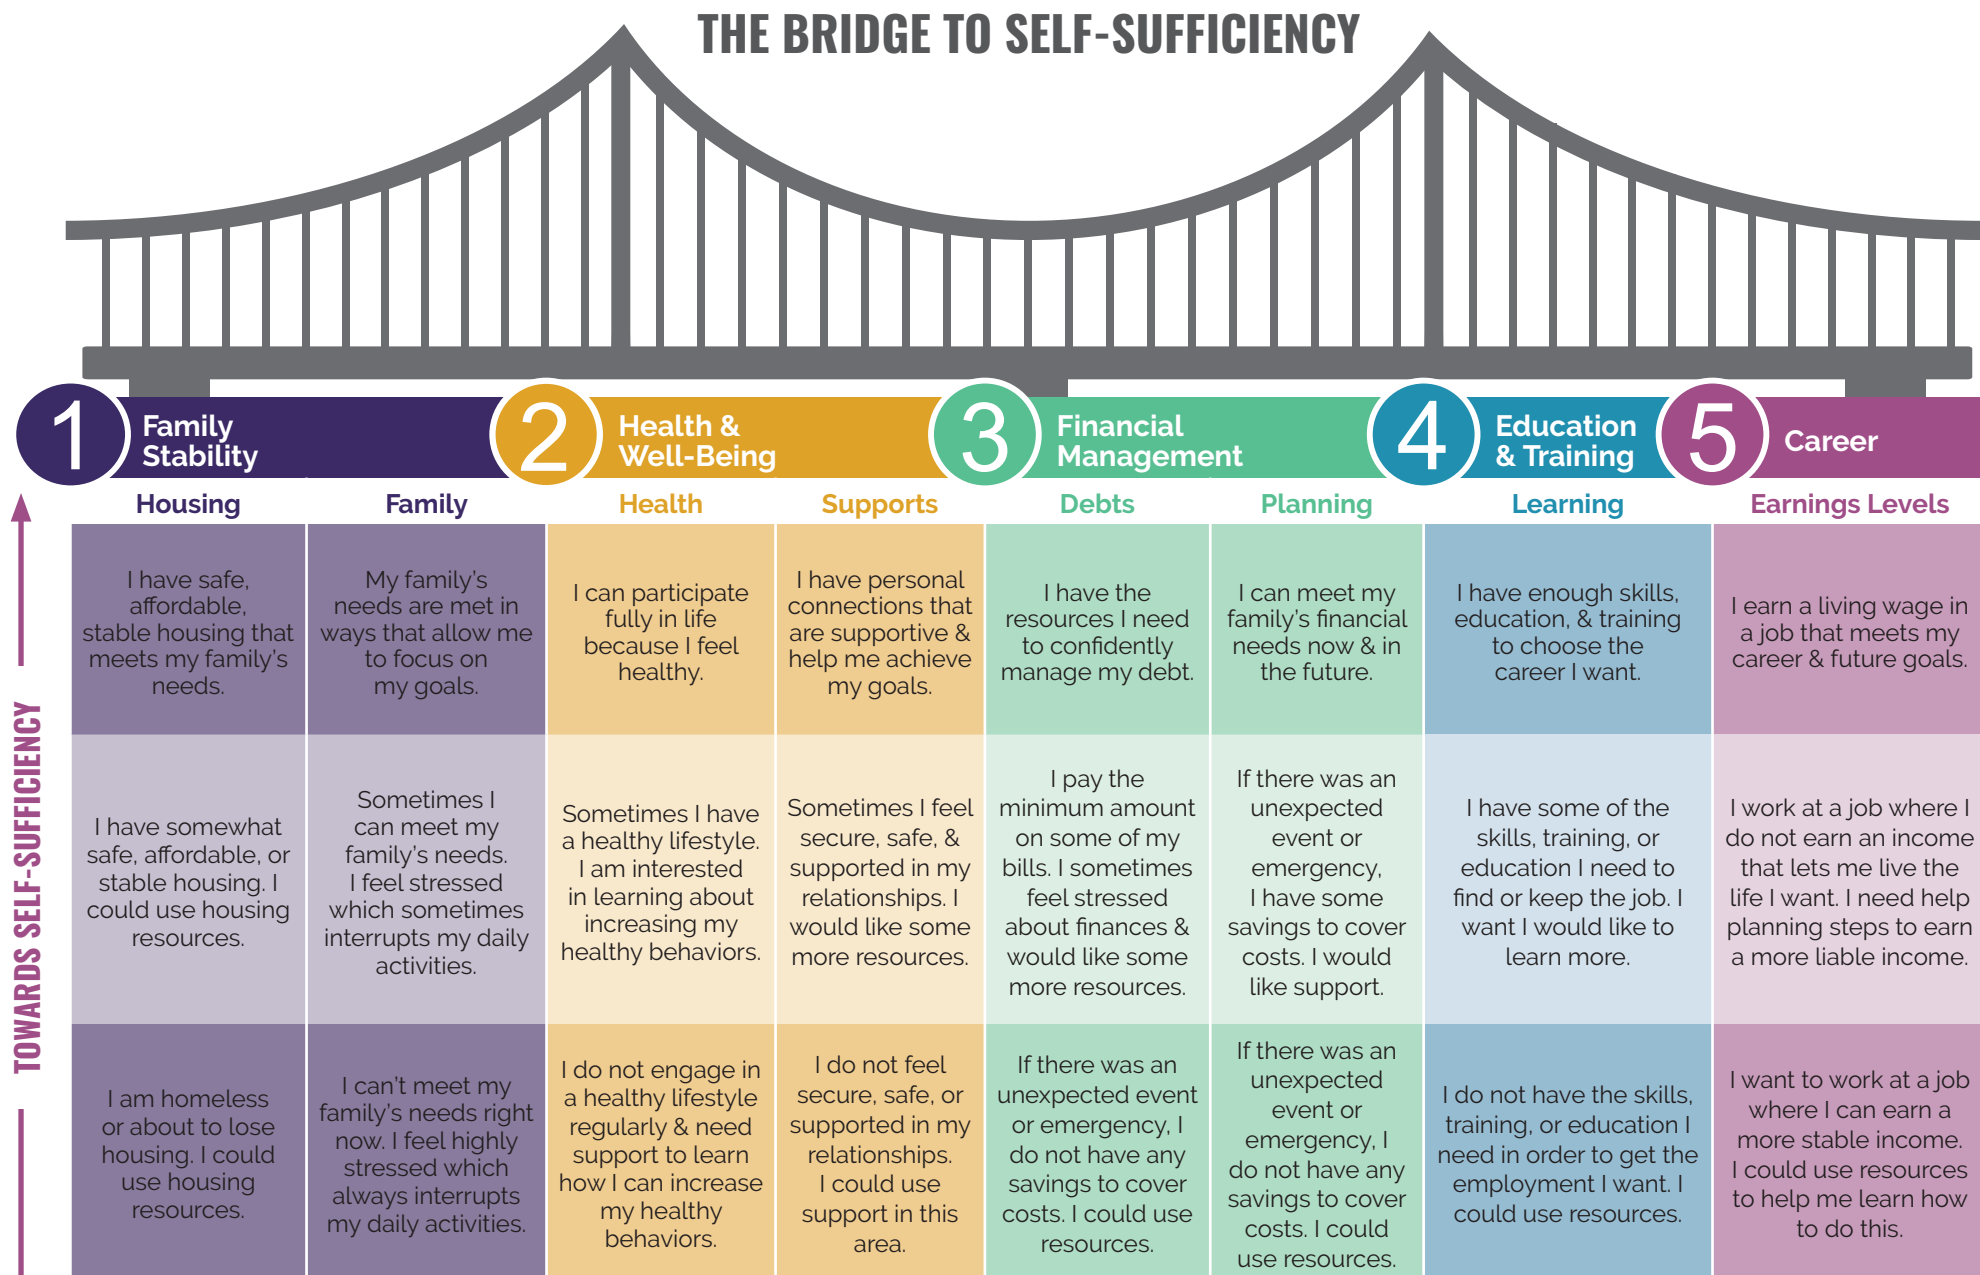 THE BRIDGE TO SELF-SUFFICIENCY
1
Family
Stability
2
Health &
Well-Being
3
Financial
Management
4
Education
& Training
5
Career
Housing
Family
Health
Supports
Debts
Planning
Learning
Earnings Levels
TOWARDS SELF-SUFFICIENCY
I have safe,
affordable,
stable housing that
meets my family's
needs.
My family's
needs are met in
ways that allow me
to focus on
my goals.
I can participate
fully in life
because I feel
healthy.
I have personal
connections that
are supportive &
help me achieve
my goals.
I have the
resources I need
to confidently
manage my debt.
I can meet my
family's financial
needs now & in
the future.
I have enough skills,
education, & training
to choose the
career I want.
I earn a living wage in
a job that meets my
career & future goals.
I have somewhat
safe, affordable, or
stable housing. I
could use housing
resources.
Sometimes I
can meet my
family's needs.
I feel stressed
which sometimes
interrupts my daily
activities.
Sometimes I have
a healthy lifestyle.
I am interested
in learning about
increasing my
healthy behaviors.
Sometimes I feel
secure, safe, &
supported in my
relationships. I
would like some
more resources.
I pay the
minimum amount
on some of my
bills. I sometimes
feel stressed
about finances &
would like some
more resources.
If there was an
unexpected
event or
emergency,
I have some
savings to cover
costs. I would
like support.
I have some of the
skills, training, or
education I need to
find or keep the job. I
want I would like to
learn more.
I work at a job where I
do not earn an income
that lets me live the
life I want. I need help
planning steps to earn
a more liable income.
I am homeless
or about to lose
housing. I could
use housing
resources.
I can't meet my
family's needs right
now. I feel highly
stressed which
always interrupts
my daily activities.
I do not engage in
a healthy lifestyle
regularly & need
support to learn
how I can increase
my healthy
behaviors.
I do not feel
secure, safe, or
supported in my
relationships.
I could use
support in this
area.
If there was an
unexpected event
or emergency, I
do not have any
savings to cover
costs. I could use
resources.
If there was an
unexpected
event or
emergency, I
do not have any
savings to cover
costs. I could
use resources.
I do not have the skills,
training, or education I
need in order to get the
employment I want. I
could use resources.
I want to work at a job
where I can earn a
more stable income.
I could use resources
to help me learn how
to do this.